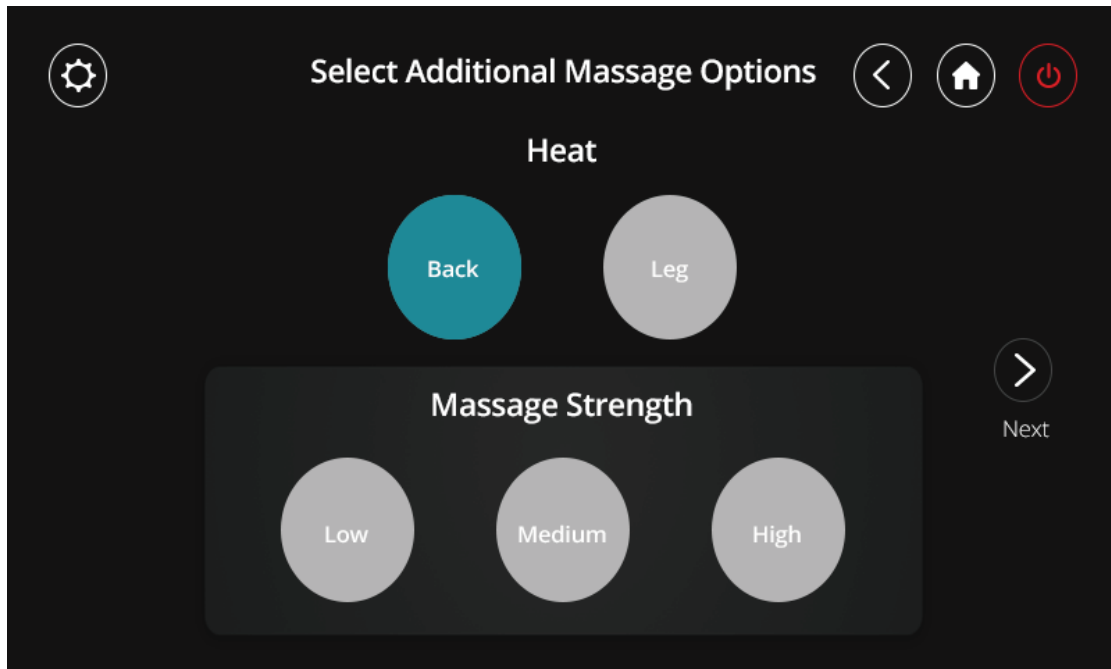 Select Additional Massage Options
Heat
Back Leg
Massage Strength
Next
Low Medium High